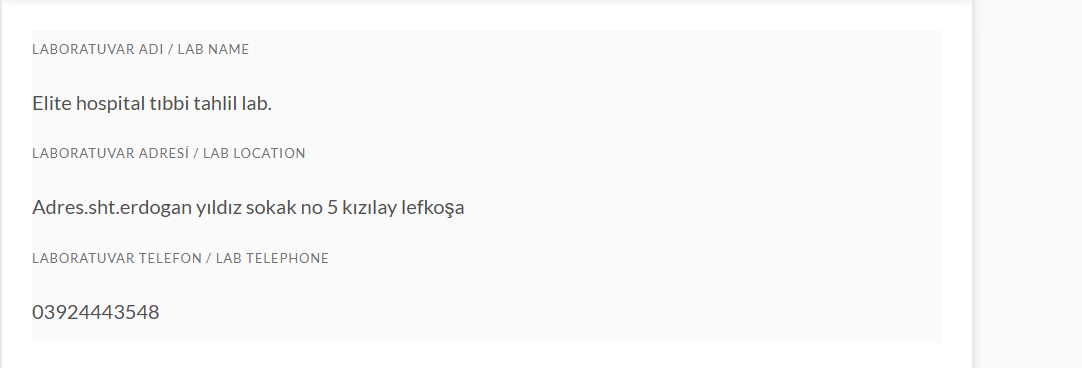 LABORATUVAR ADI / LAB NAME
Elite hospital tıbbi tahlil lab.
LABORATUVAR ADRESİ / LAB LOCATION
Adres.sht.erdogan yıldız sokak no 5 kızılay lefkoşa
LABORATUVAR TELEFON / LAB TELEPHONE
03924443548